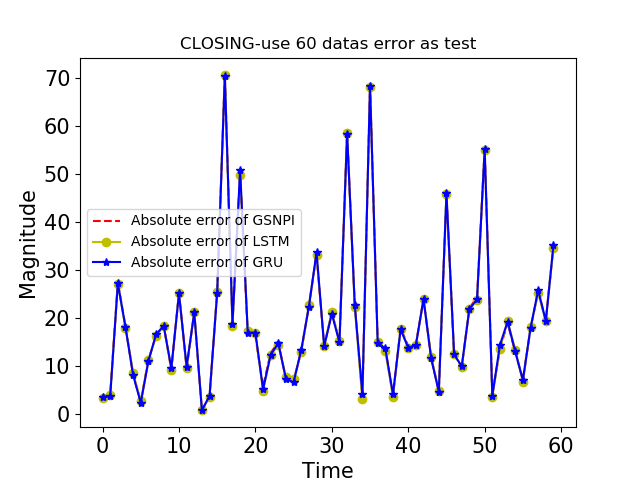 CLOSING-use 60 datas error as test
Magnitude
70
60
50
40
30
20
10
0
Absolute error of GSNPI
Absolute error of LSTM
Absolute error of GRU
0 10 20 30 40 50 60
Time